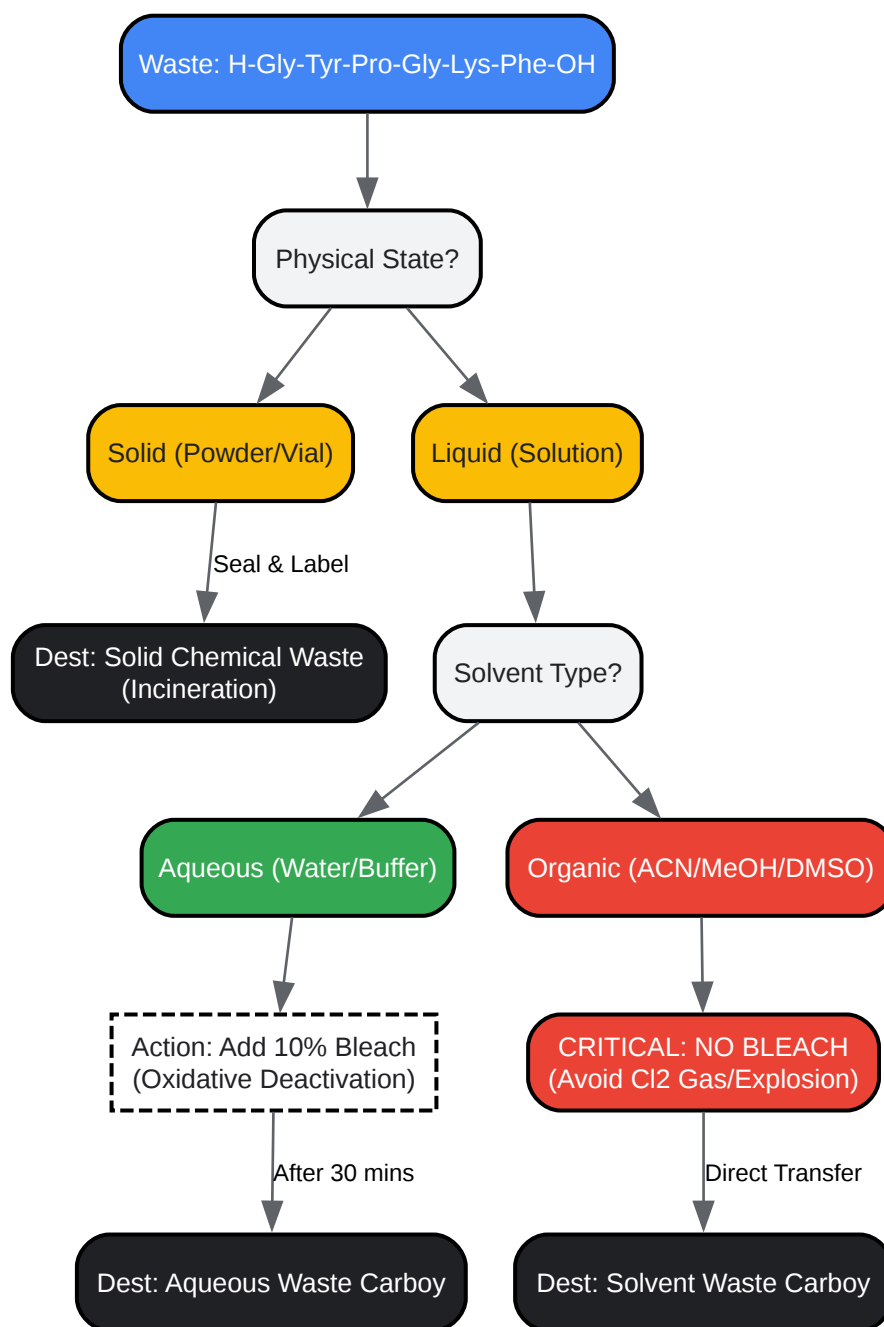 Waste: H-Gly-Tyr-Pro-Gly-Lys-Phe-OH
Physical State?
Solid (Powder/Vial)
Liquid (Solution)
Seal & Label
Dest: Solid Chemical Waste
(Incineration)
Solvent Type?
Aqueous (Water/Buffer)
Organic (ACN/MeOH/DMSO)
Action: Add 10% Bleach
(Oxidative Deactivation)
CRITICAL: NO BLEACH
(Avoid Cl2 Gas/Explosion)
After 30 mins
Direct Transfer
Dest: Aqueous Waste Carboy
Dest: Solvent Waste Carboy